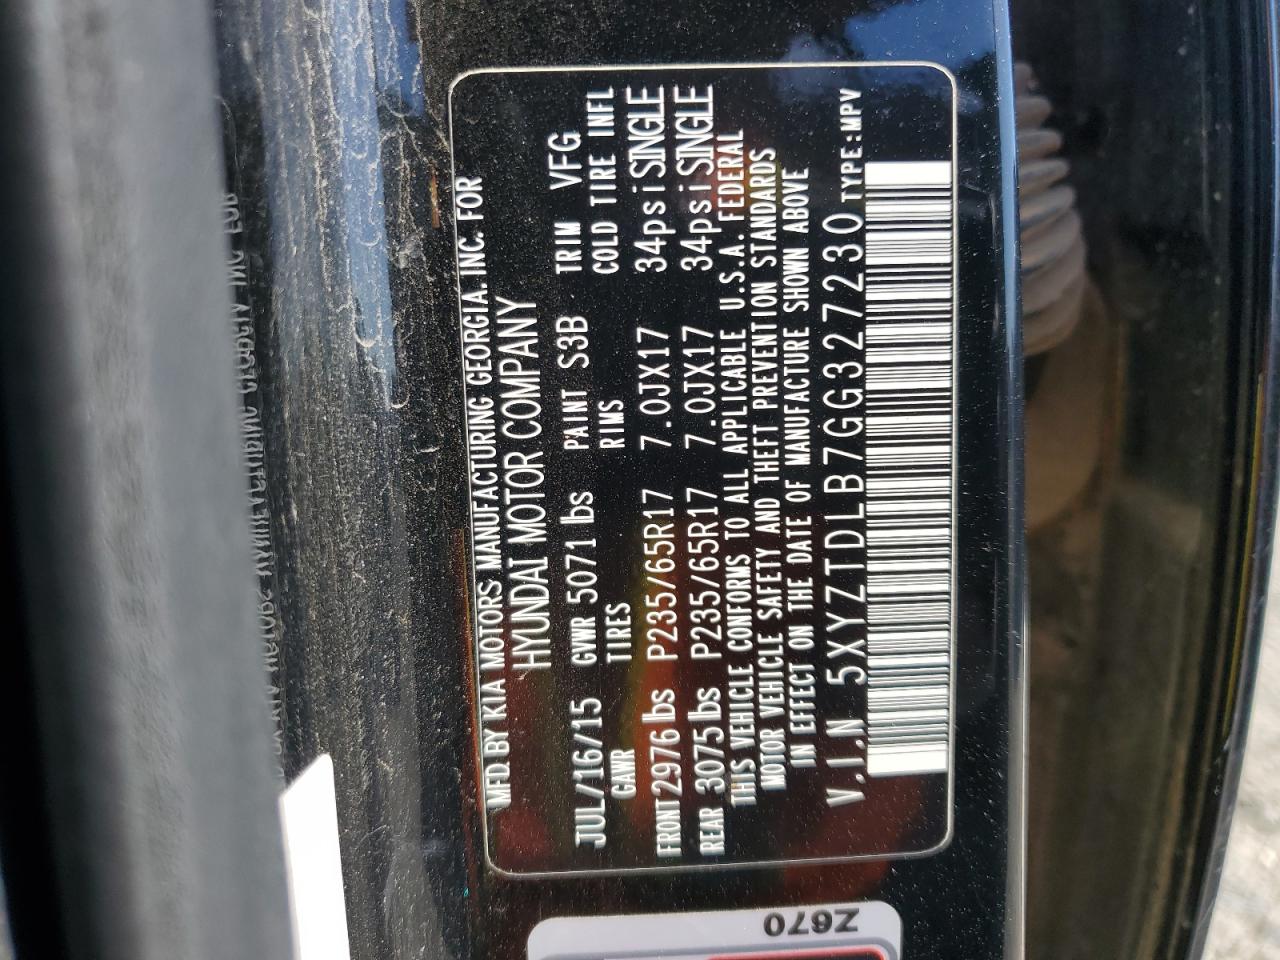 MFD BY KIA MOTORS MANUFACTURING GEORGIA.INC. FOR
HYUNDAI MOTOR COMPANY
JUL/16/15 GVWR 5071 lbs PAINT S3B TRIM VFG
GAWR TIRES RIMS COLD TIRE INFL
FRONT 2976 lbs P235/65R17 7.0JX17 34psi SINGLE
REAR 3075 lbs P235/65R17 7.0JX17 34psi SINGLE
THIS VEHICLE CONFORMS TO ALL APPLICABLE U.S.A. FEDERAL
MOTOR VEHICLE SAFETY AND THEFT PREVENTION STANDARDS
IN EFFECT ON THE DATE OF MANUFACTURE SHOWN ABOVE
V.I.N 5XYZTDLB7GG327230 TYPE:MPV
Z670